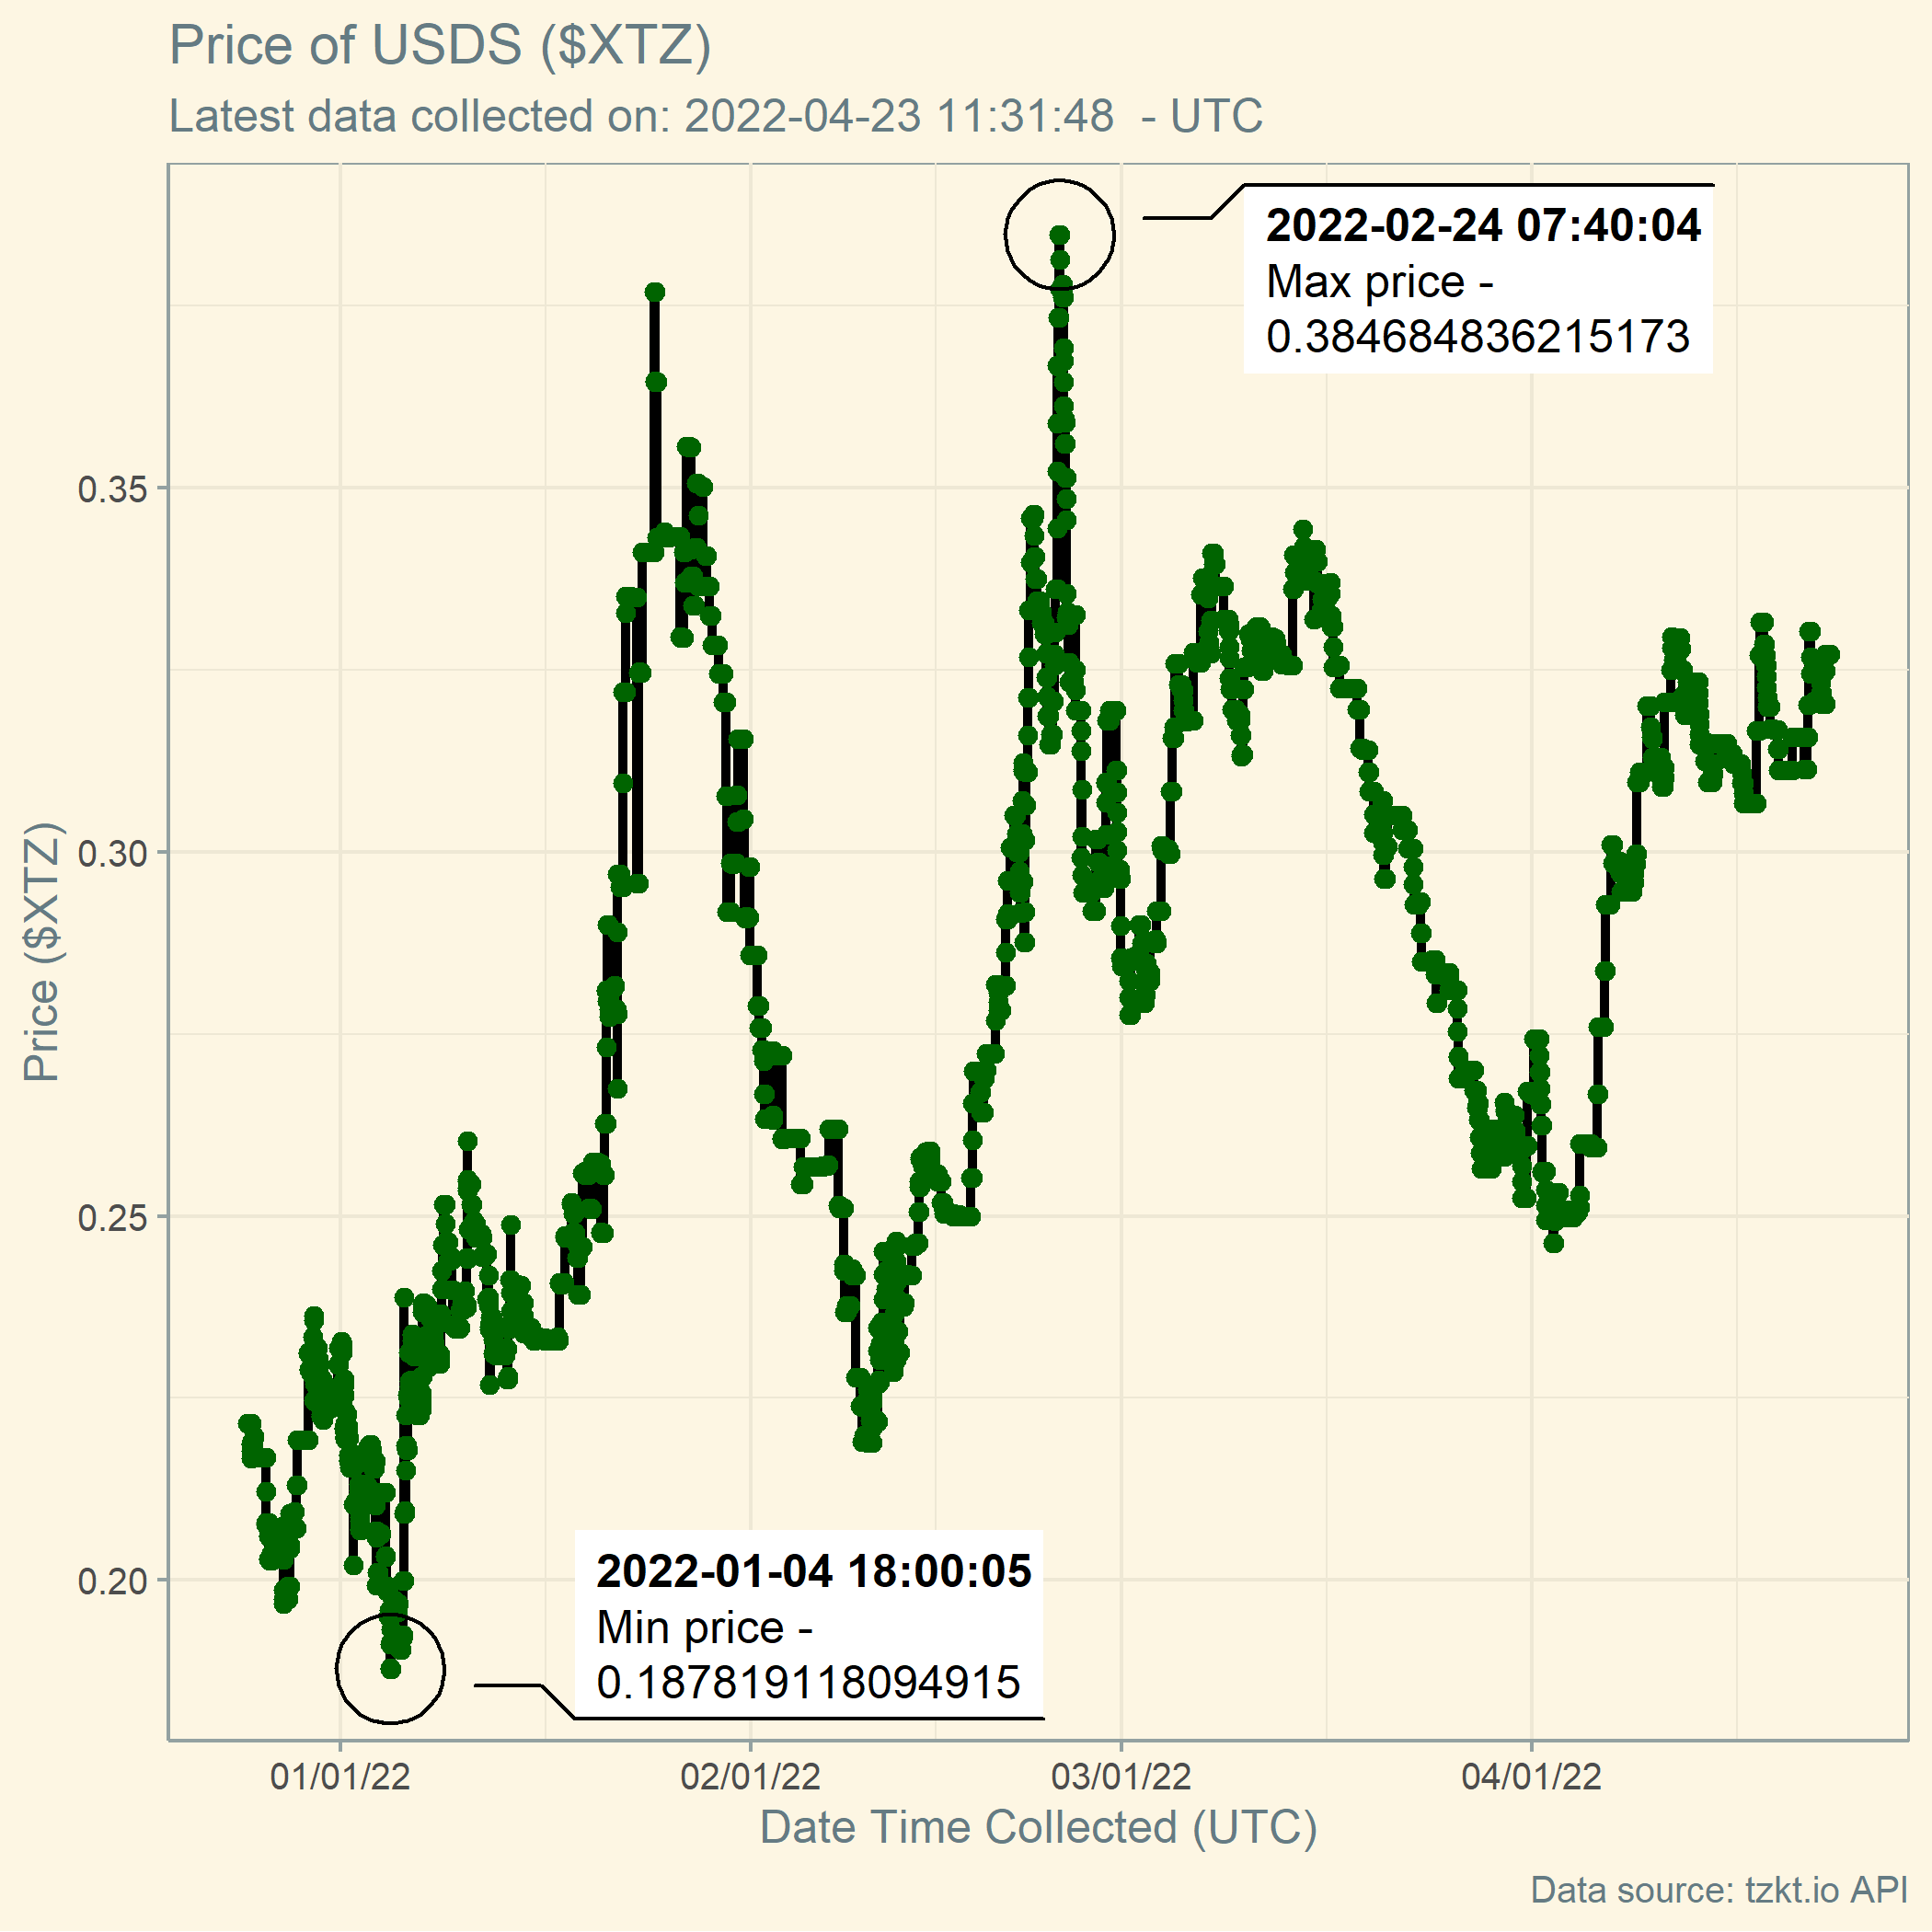 Price of USDS ($XTZ)
Latest data collected on: 2022-04-23 11:31:48  - UTC
2022-02-24 07:40:04
Max price -
0.384684836215173
0.35
0.30
0.25
0.20
Price ($XTZ)
2022-01-04 18:00:05
Min price -
0.187819118094915
01/01/22
02/01/22
03/01/22
04/01/22
Date Time Collected (UTC)
Data source: tzkt.io API